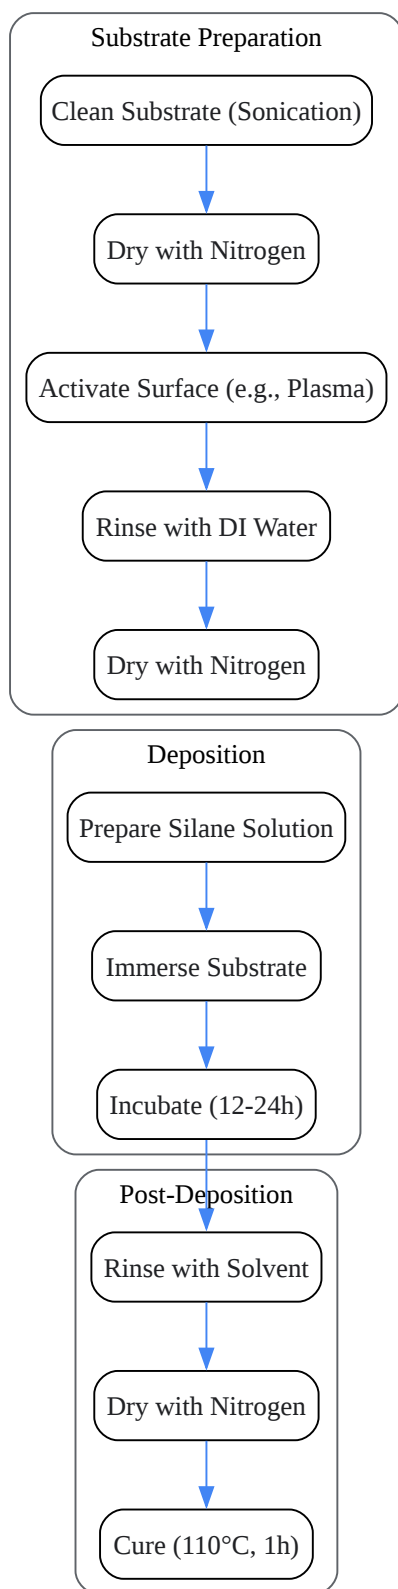 Substrate Preparation
Clean Substrate (Sonication)
Dry with Nitrogen
Activate Surface (e.g., Plasma)
Rinse with DI Water
Dry with Nitrogen
Deposition
Prepare Silane Solution
Immerse Substrate
Incubate (12-24h)
Post-Deposition
Rinse with Solvent
Dry with Nitrogen
Cure (110°C, 1h)